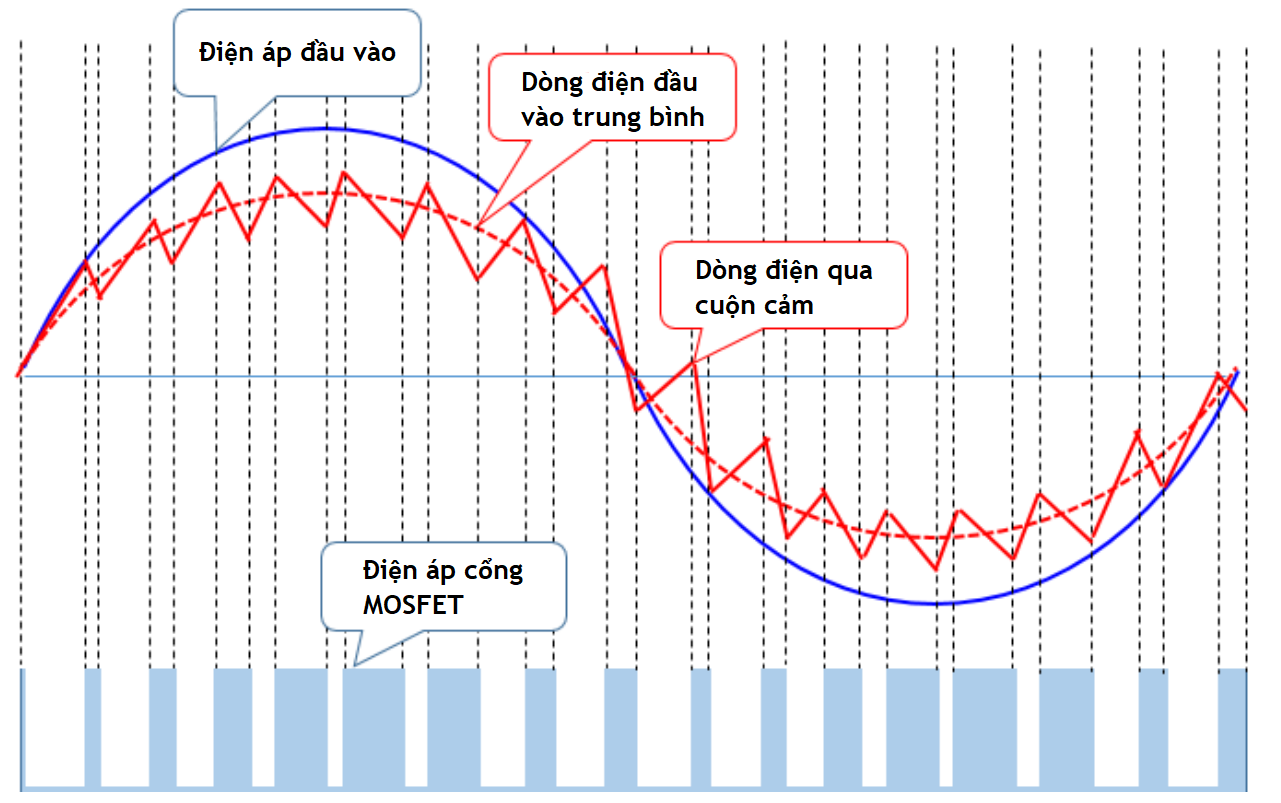 Điện áp đầu vào
Dòng điện đầu
vào trung bình
Dòng điện qua
cuộn cảm
Điện áp cổng
MOSFET